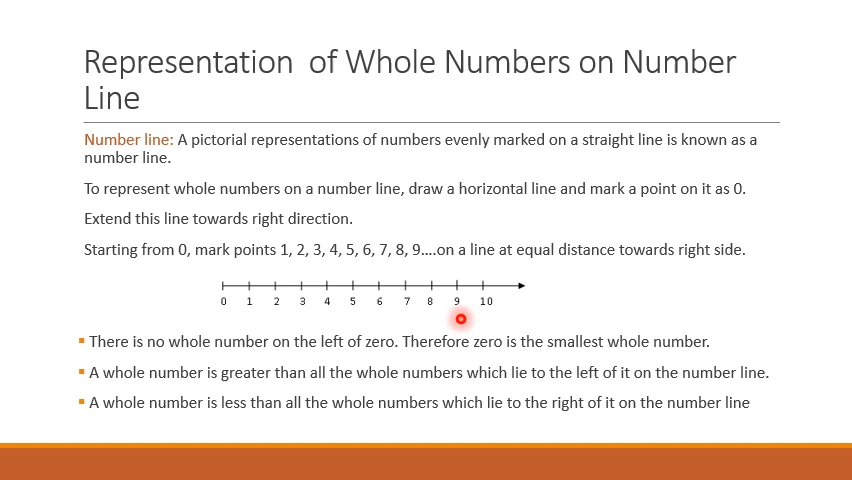 Representation of Whole Numbers on Number
Line
Number line: A pictorial representations of numbers evenly marked on a straight line is known as a
number line.
To represent whole numbers on a number line, draw a horizontal line and mark a point on it as 0.
Extend this line towards right direction.
Starting from 0, mark points 1, 2, 3, 4, 5, 6, 7, 8, 9....on a line at equal distance towards right side.
0 1 2 3 4 5 6 7 8 9 10
▪ There is no whole number on the left of zero. Therefore zero is the smallest whole number.
▪ A whole number is greater than all the whole numbers which lie to the left of it on the number line.
▪ A whole number is less than all the whole numbers which lie to the right of it on the number line